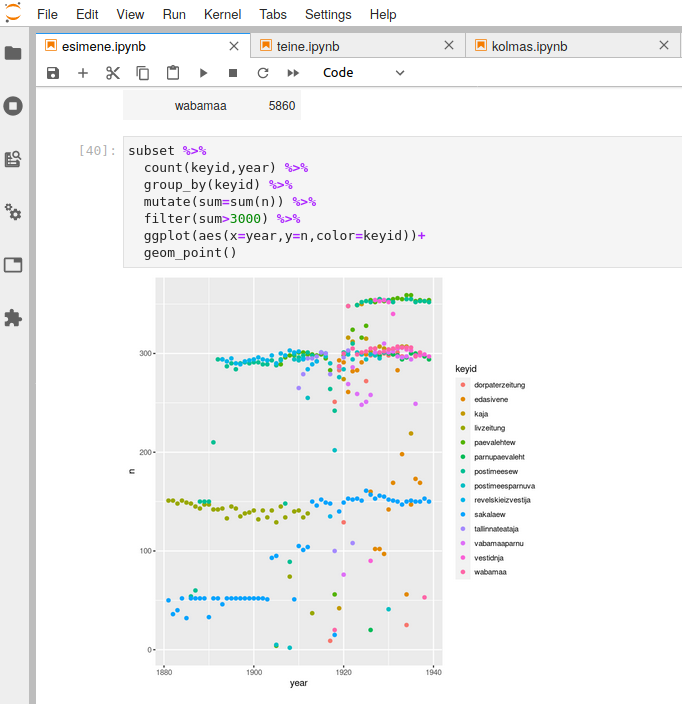 File Edit View Run Kernel Tabs Settings Help
esimene.ipynb teine.ipynb kolmas.ipynb
Code
wabamaa 5860
[40]: subset %>%
count(keyid,year) %>%
group_by(keyid) %>%
mutate(sum=sum(n)) %>%
filter(sum>3000) %>%
ggplot(aes(x=year,y=n,color=keyid))+
geom_point()
300
200
100
0
n
1880 1900 1920 1940
year
keyid
dorpaterzeitung
edasivene
kaja
livzeitung
paevalehtew
parnupaevaleht
postimeesew
postimeesparnuva
revelskieizvestija
sakalaew
tallinnateataja
vabamaaparnu
vestidnja
wabamaa